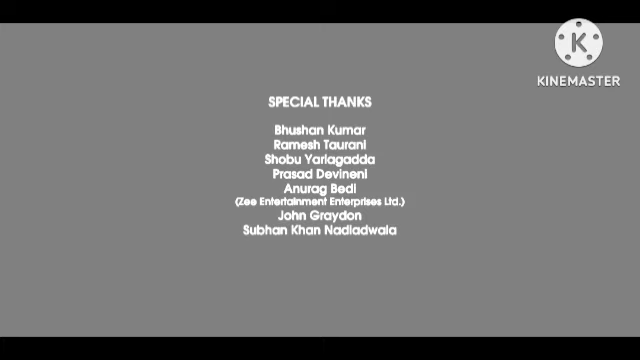 K
KINEMASTER
SPECIAL THANKS
Bhushan Kumar
Ramesh Taurani
Shobu Yarlagadda
Prasad Devineni
Anurag Bedi
(Zee Entertainment Enterprises Ltd.)
John Graydon
Subhan Khan Nadiadwala